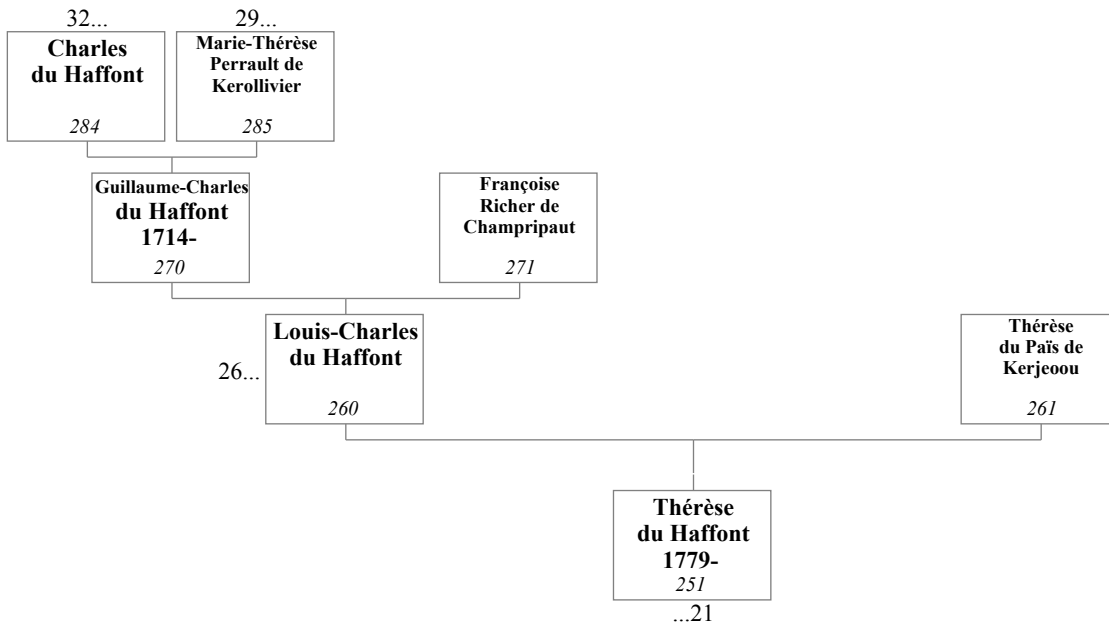 32...
29...
Charles
du Haffont
284
Marie-Thérèse
Perrault de
Kerollivier
285
Guillaume-Charles
du Haffont
1714-
270
Françoise
Richer de
Champripaut
271
Louis-Charles
du Haffont
260
26...
Thérèse
du Païs de
Kerjeoou
261
Thérèse
du Haffont
1779-
251
...21